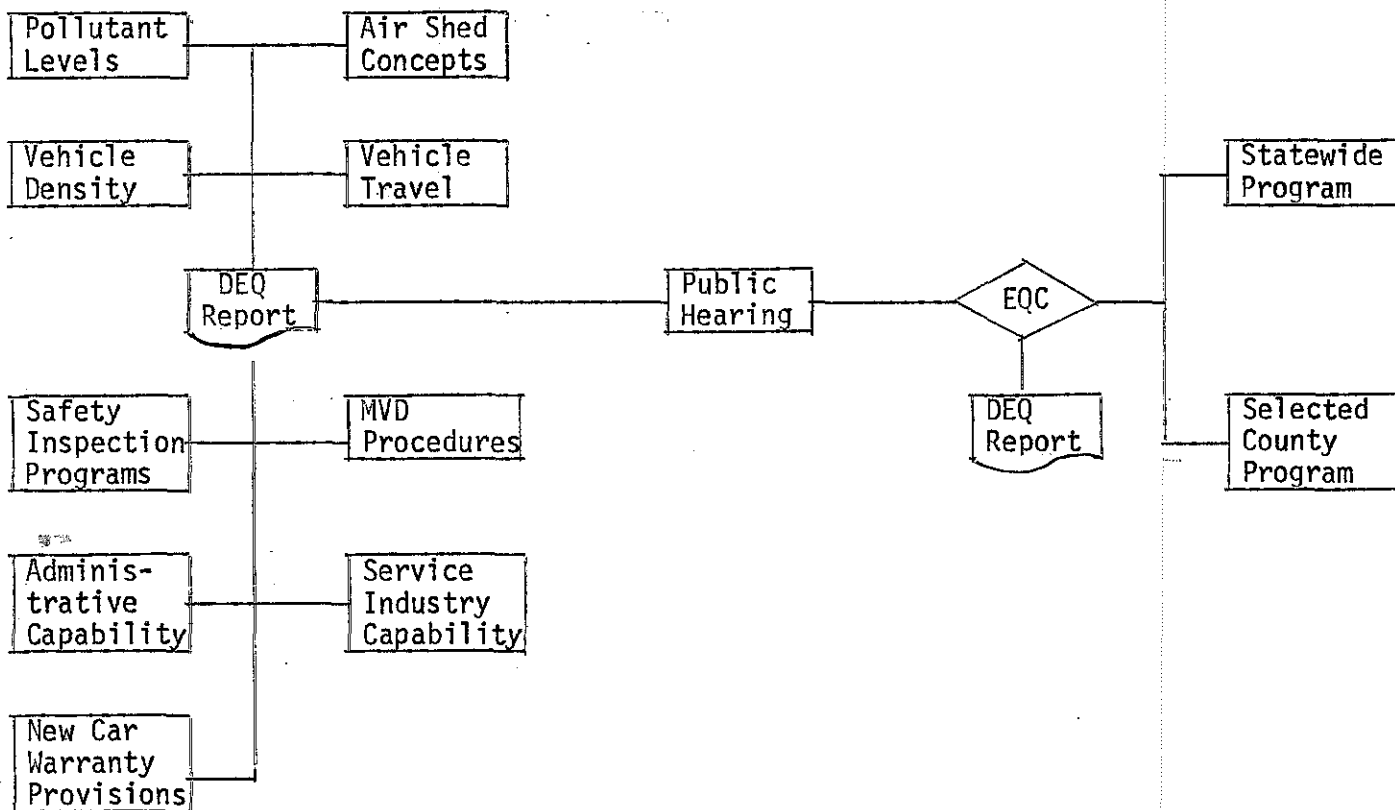 Pollutant
Levels
Air Shed
Concepts
Vehicle
Density
Vehicle
Travel
Statewide
Program
DEQ
Report
Public
Hearing
EQC
Safety
Inspection
Programs
MVD
Procedures
DEQ
Report
Selected
County
Program
Adminis-
trative
Capability
Service
Industry
Capability
New Car
Warranty
Provisions